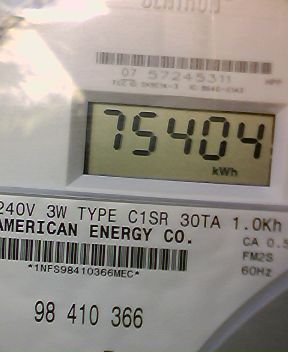 CENTRON
07 57245311
75404
kWh
240V 3W TYPE C1SR 30TA 1.0Kh
AMERICAN ENERGY CO.
CA 0.5
FM2S
60Hz
*1NFS98410366MEC*
98 410 366